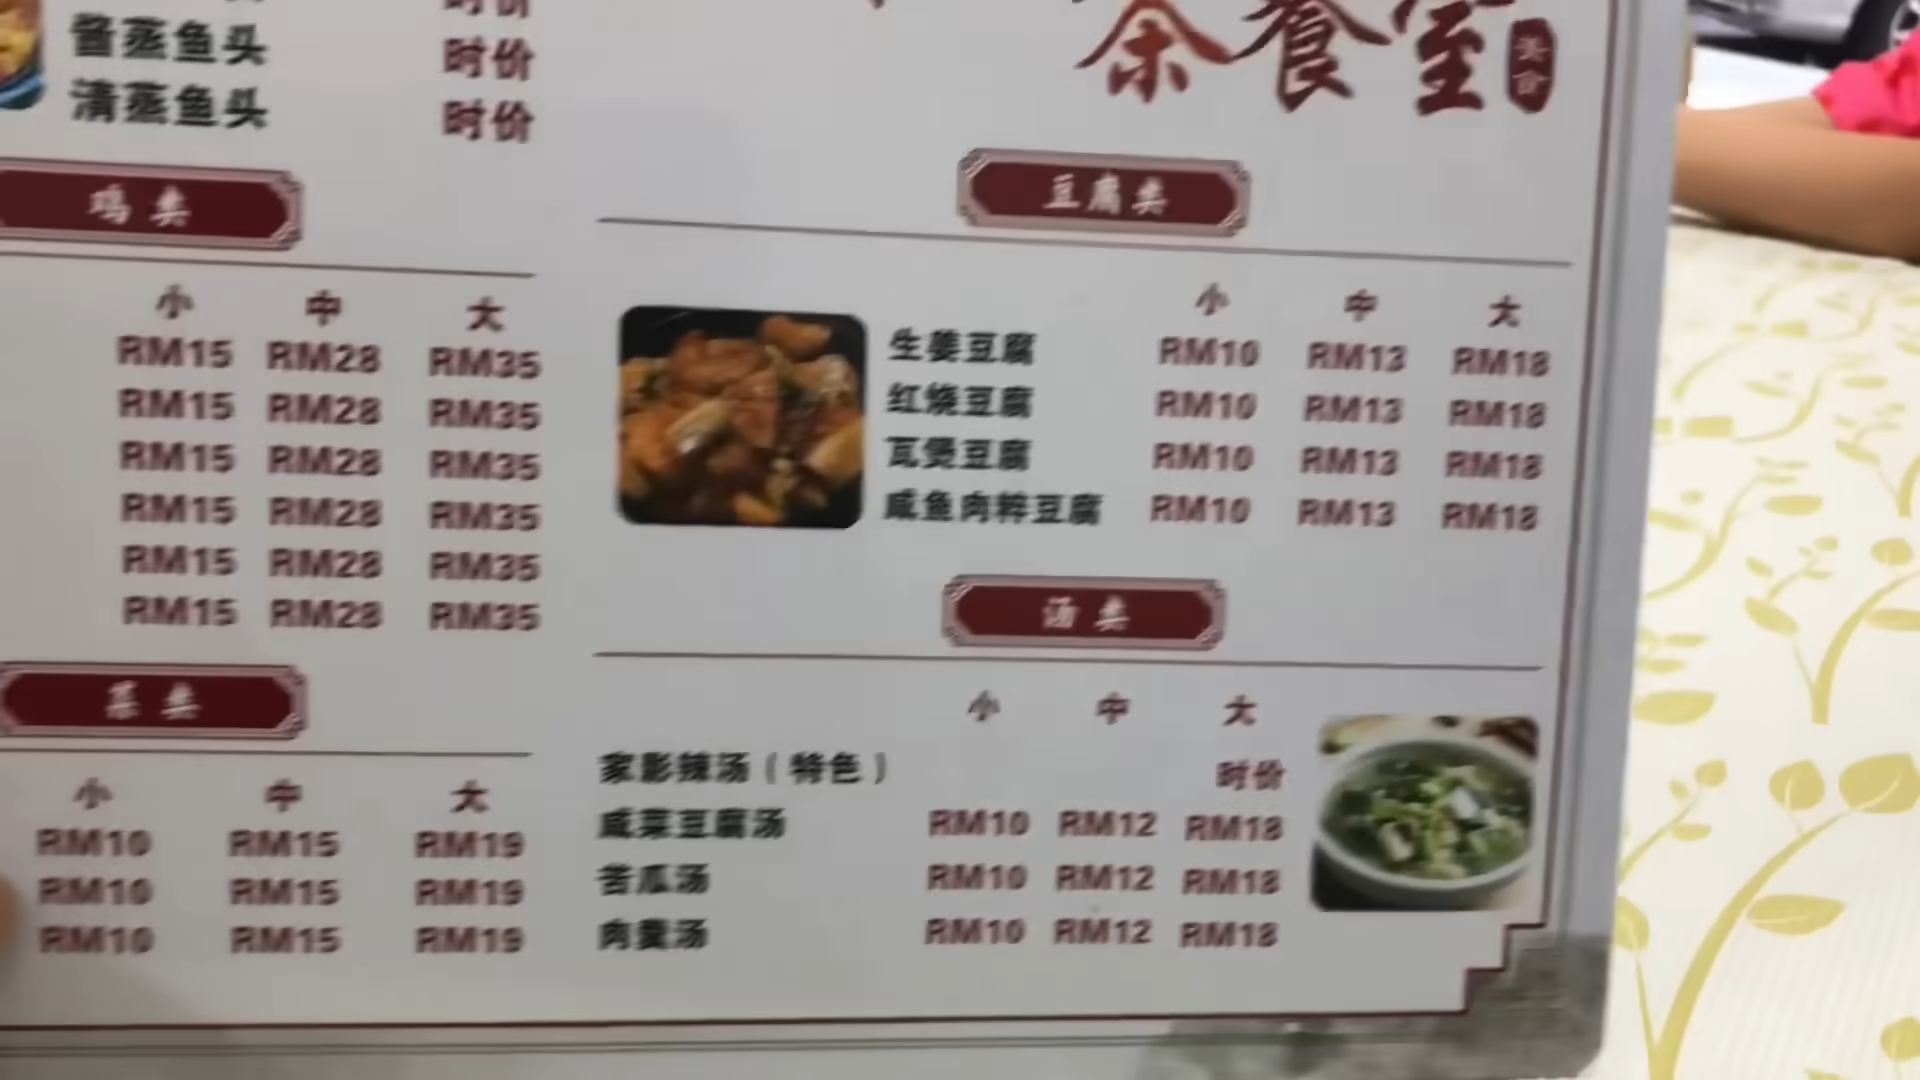 时价
酱蒸鱼头 时价
清蒸鱼头 时价
鸡类
小 中 大
RM15 RM28 RM35
RM15 RM28 RM35
RM15 RM28 RM35
RM15 RM28 RM35
RM15 RM28 RM35
RM15 RM28 RM35
菜类
小 中 大
RM10 RM15 RM19
RM10 RM15 RM19
RM10 RM15 RM19
茶餐室
美食
豆腐类
小 中 大
生姜豆腐 RM10 RM13 RM18
红烧豆腐 RM10 RM13 RM18
瓦煲豆腐 RM10 RM13 RM18
咸鱼肉粹豆腐 RM10 RM13 RM18
汤类
小 中 大
家影辣汤（特色） 时价
咸菜豆腐汤 RM10 RM12 RM18
苦瓜汤 RM10 RM12 RM18
肉羹汤 RM10 RM12 RM18